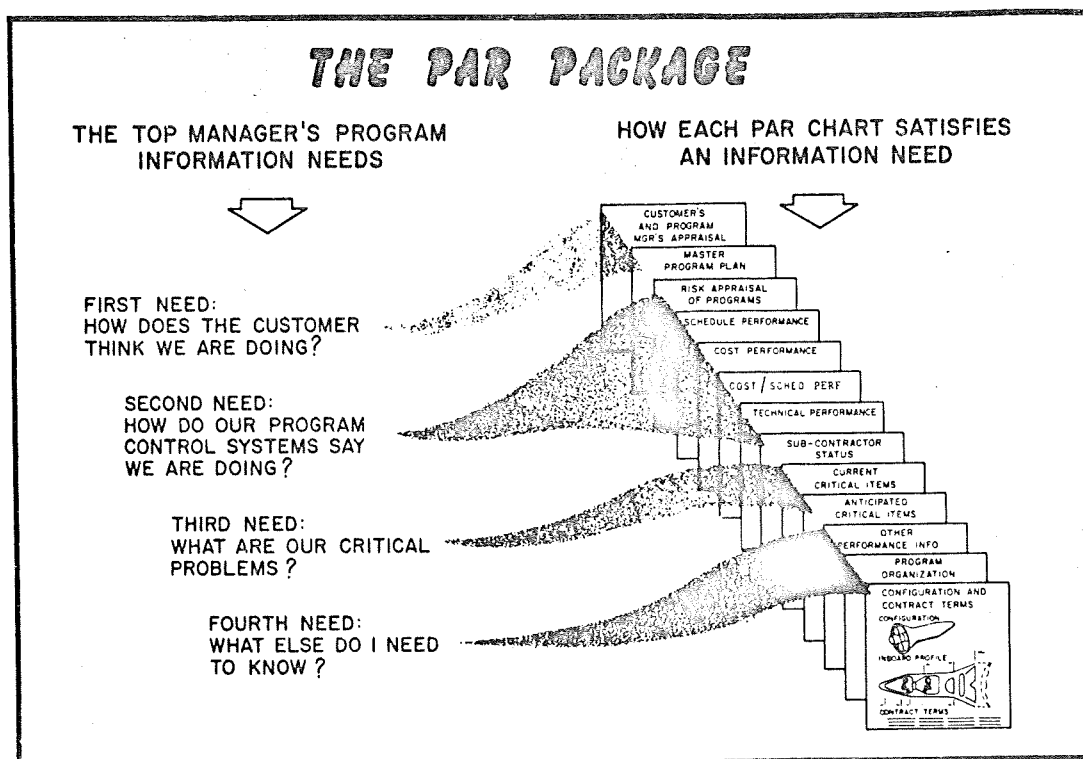 THE PAR PACKAGE
THE TOP MANAGER'S PROGRAM
INFORMATION NEEDS
HOW EACH PAR CHART SATISFIES
AN INFORMATION NEED
FIRST NEED:
HOW DOES THE CUSTOMER
THINK WE ARE DOING?
SECOND NEED:
HOW DO OUR PROGRAM
CONTROL SYSTEMS SAY
WE ARE DOING?
THIRD NEED:
WHAT ARE OUR CRITICAL
PROBLEMS?
FOURTH NEED:
WHAT ELSE DO I NEED
TO KNOW?
CUSTOMER'S
AND PROGRAM
MGR'S APPRAISAL
MASTER
PROGRAM PLAN
RISK APPRAISAL
OF PROGRAMS
SCHEDULE PERFORMANCE
COST PERFORMANCE
COST/SCHED PERF
TECHNICAL PERFORMANCE
SUB-CONTRACTOR
STATUS
CURRENT
CRITICAL ITEMS
ANTICIPATED
CRITICAL ITEMS
OTHER
PERFORMANCE INFO
PROGRAM
ORGANIZATION
CONFIGURATION AND
CONTRACT TERMS
CONFIGURATION
INBOARD PROFILE
CONTRACT TERMS